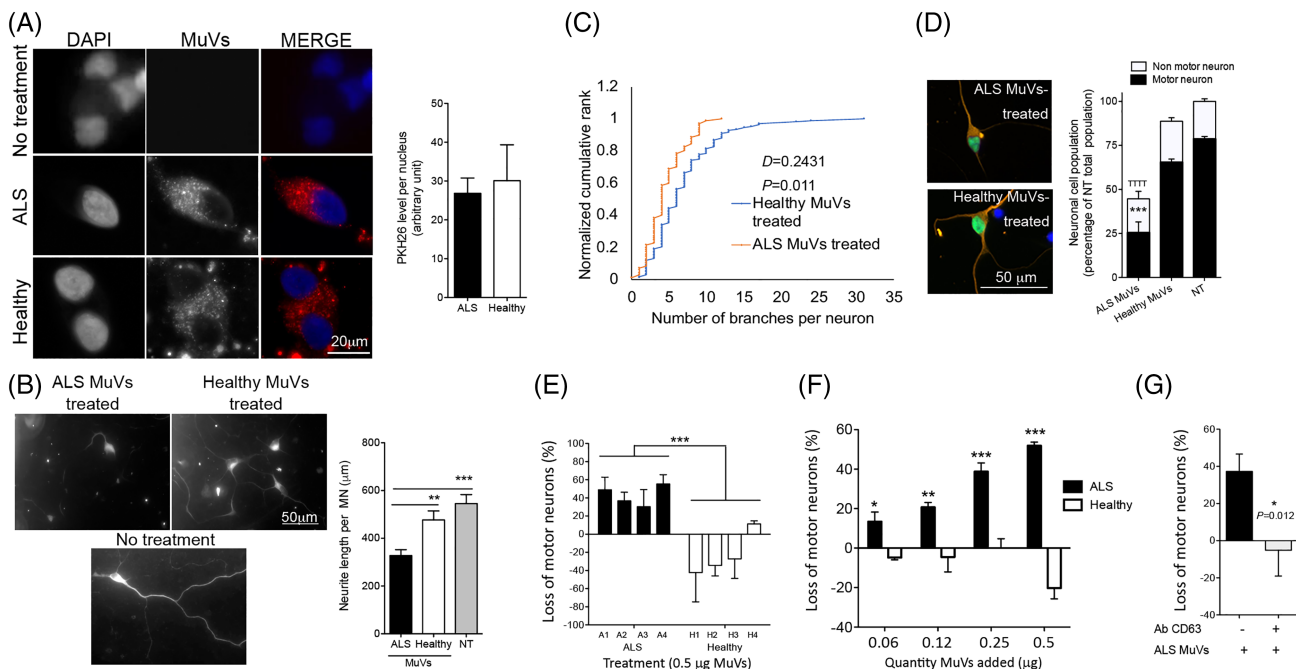 (A)
DAPI MuVs MERGE
No treatment
ALS
Healthy
20μm
PKH26 level per nucleus
(arbitrary unit)
50
40
30
20
10
0
ALS Healthy
(B)
ALS MuVs
treated
Healthy MuVs
treated
50μm
No treatment
Neurite length per MN (μm)
800
600
400
200
0
**
***
ALS Healthy NT
MuVs
(C)
Normalized cumulative rank
1.2
1
0.8
0.6
0.4
0.2
0
0 5 10 15 20 25 30 35
Number of branches per neuron
D=0.2431
P=0.011
Healthy MuVs
treated
ALS MuVs treated
(D)
ALS MuVs-
treated
Healthy MuVs-
treated
50 μm
Non motor neuron
Motor neuron
Neuronal cell population
(percentage of NT total population)
100
75
50
25
0
TTTT
***
ALS MuVs
Healthy MuVs
NT
(E)
Loss of motor neurons (%)
100
80
60
40
20
0
-20
-40
-60
-80
-100
***
A1 A2 A3 A4 H1 H2 H3 H4
ALS Healthy
Treatment (0.5 μg MuVs)
(F)
Loss of motor neurons (%)
60
40
20
0
-20
-40
*
**
***
***
ALS
Healthy
0.06 0.12 0.25 0.5
Quantity MuVs added (μg)
(G)
Loss of motor neurons (%)
60
40
20
0
-20
-40
*
P=0.012
Ab CD63 - +
ALS MuVs + +